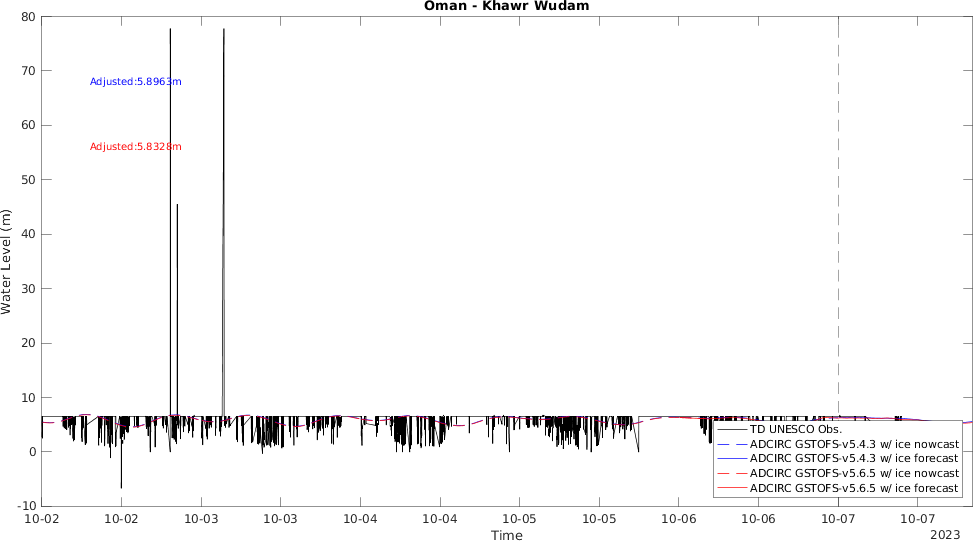 Oman - Khawr Wudam
80
70
60
50
40
30
20
10
0
-10
Water Level (m)
Adjusted:5.8963m
Adjusted:5.8328m
TD UNESCO Obs.
ADCIRC GSTOFS-v5.4.3 w/ ice nowcast
ADCIRC GSTOFS-v5.4.3 w/ ice forecast
ADCIRC GSTOFS-v5.6.5 w/ ice nowcast
ADCIRC GSTOFS-v5.6.5 w/ ice forecast
10-02 10-02 10-03 10-03 10-04 10-04 10-05 10-05 10-06 10-06 10-07 10-07
Time
2023